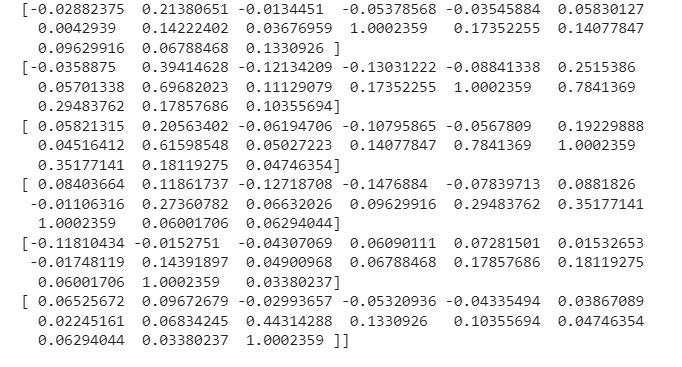 [-0.02882375 0.21380651 -0.0134451 -0.05378568 -0.03545884 0.05830127
0.0042939 0.14222402 0.03676959 1.0002359 0.17352255 0.14077847
0.09629916 0.06788468 0.1330926 ]
[-0.0358875 0.39414628 -0.12134209 -0.13031222 -0.08841338 0.2515386
0.05701338 0.69682023 0.11129079 0.17352255 1.0002359 0.7841369
0.29483762 0.17857686 0.10355694]
[ 0.05821315 0.20563402 -0.06194706 -0.10795865 -0.0567809 0.19229888
0.04516412 0.61598548 0.05027223 0.14077847 0.7841369 1.0002359
0.35177141 0.18119275 0.04746354]
[ 0.08403664 0.11861737 -0.12718708 -0.1476884 -0.07839713 0.0881826
-0.01106316 0.27360782 0.06632026 0.09629916 0.29483762 0.35177141
1.0002359 0.06001706 0.06294044]
[-0.11810434 -0.0152751 -0.04307069 0.06090111 0.07281501 0.01532653
-0.01748119 0.14391897 0.04900968 0.06788468 0.17857686 0.18119275
0.06001706 1.0002359 0.03380237]
[ 0.06525672 0.09672679 -0.02993657 -0.05320936 -0.04335494 0.03867089
0.02245161 0.06834245 0.44314288 0.1330926 0.10355694 0.04746354
0.06294044 0.03380237 1.0002359 ]]